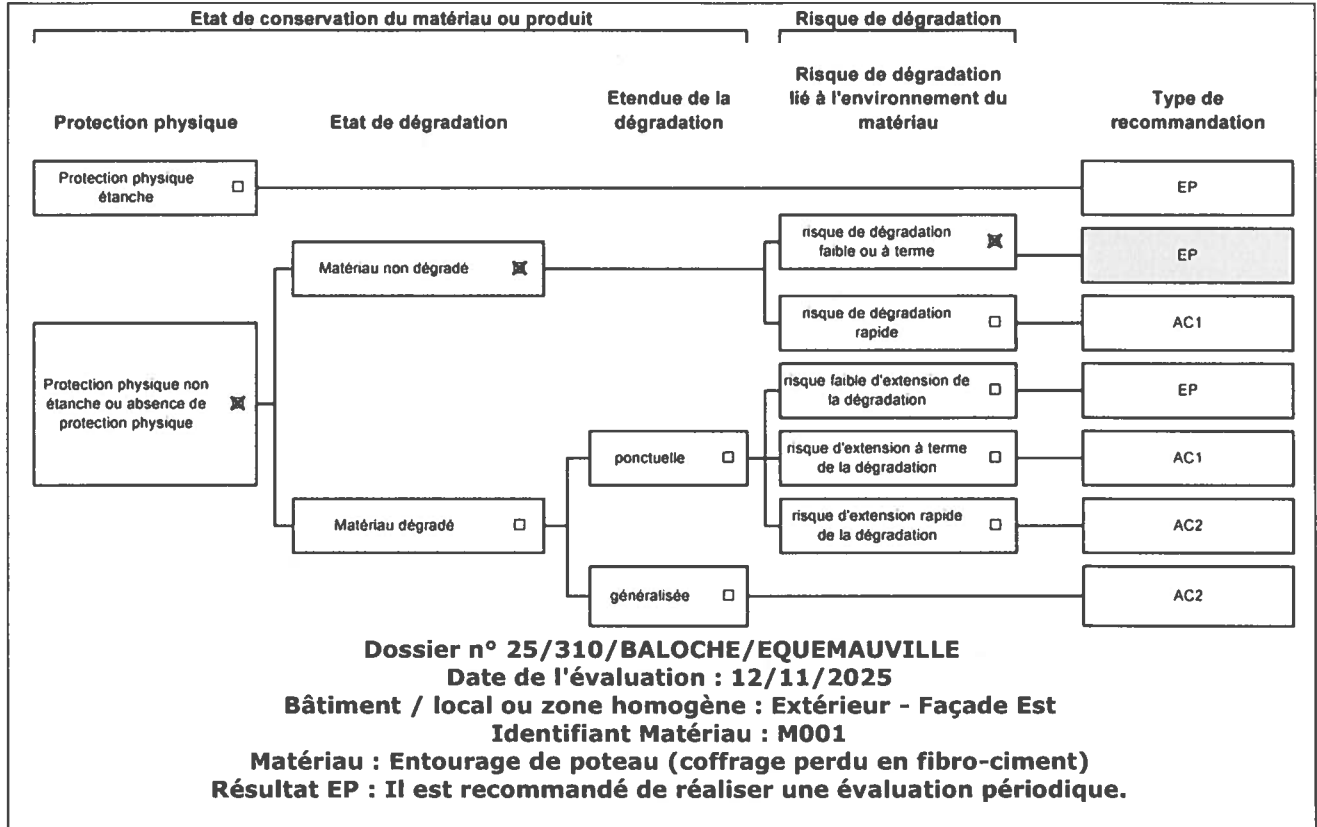 Etat de conservation du matériau ou produit
Risque de dégradation
Protection physique
Etat de dégradation
Etendue de la
dégradation
Risque de dégradation
lié à l'environnement du
matériau
Type de
recommandation
Protection physique
étanche
EP
risque de dégradation
faible ou à terme
EP
Matériau non dégradé
risque de dégradation
rapide
AC1
Protection physique non
étanche ou absence de
protection physique
risque faible d'extension de
la dégradation
EP
ponctuelle
risque d'extension à terme
de la dégradation
AC1
Matériau dégradé
risque d'extension rapide
de la dégradation
AC2
généralisée
AC2
Dossier n° 25/310/BALOCHE/EQUEMAUVILLE
Date de l'évaluation : 12/11/2025
Bâtiment / local ou zone homogène : Extérieur - Façade Est
Identifiant Matériau : M001
Matériau : Entourage de poteau (coffrage perdu en fibro-ciment)
Résultat EP : Il est recommandé de réaliser une évaluation périodique.